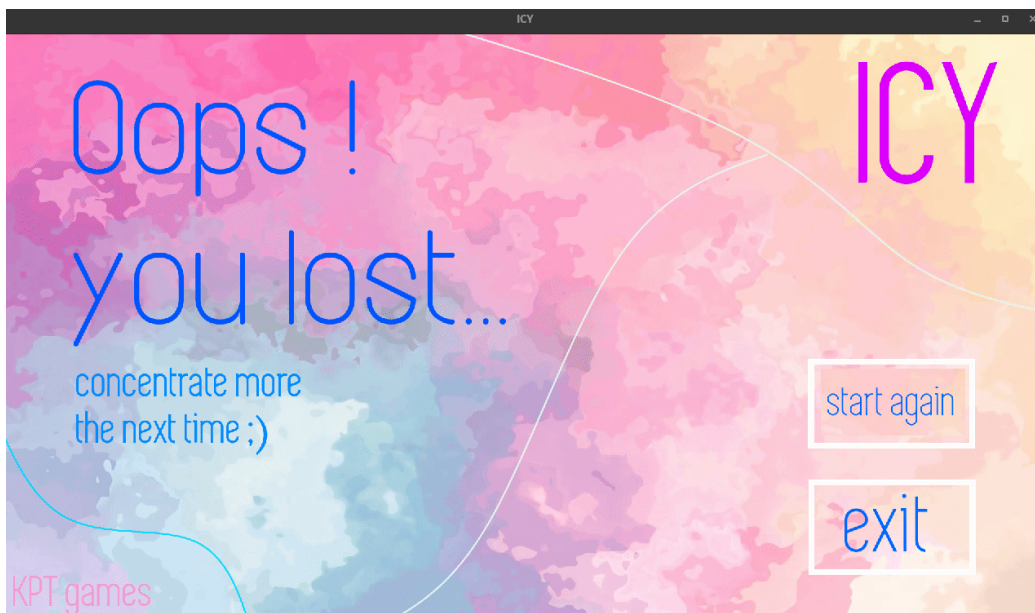 ICY
Oops !
ICY
you lost...
concentrate more
the next time ;)
start again
exit
KPT games